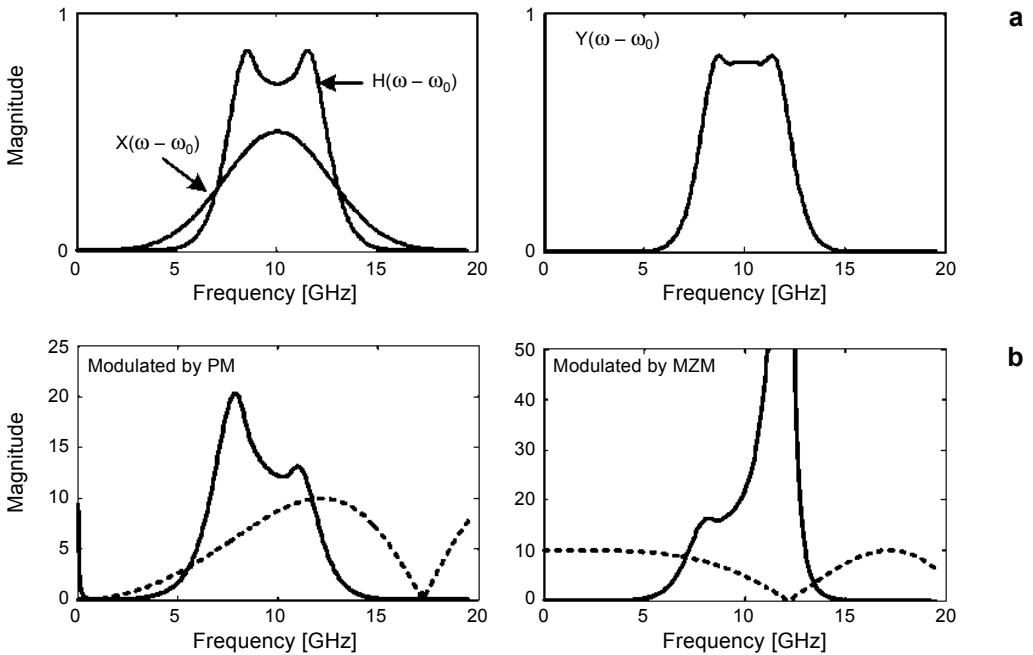 a
1
0
0
5
10
15
20
Magnitude
Frequency [GHz]
X(ω − ω₀)
H(ω − ω₀)
1
0
0
5
10
15
20
Frequency [GHz]
Y(ω − ω₀)
b
Modulated by PM
25
20
15
10
5
0
0
5
10
15
20
Magnitude
Frequency [GHz]
Modulated by MZM
50
40
30
20
10
0
0
5
10
15
20
Frequency [GHz]